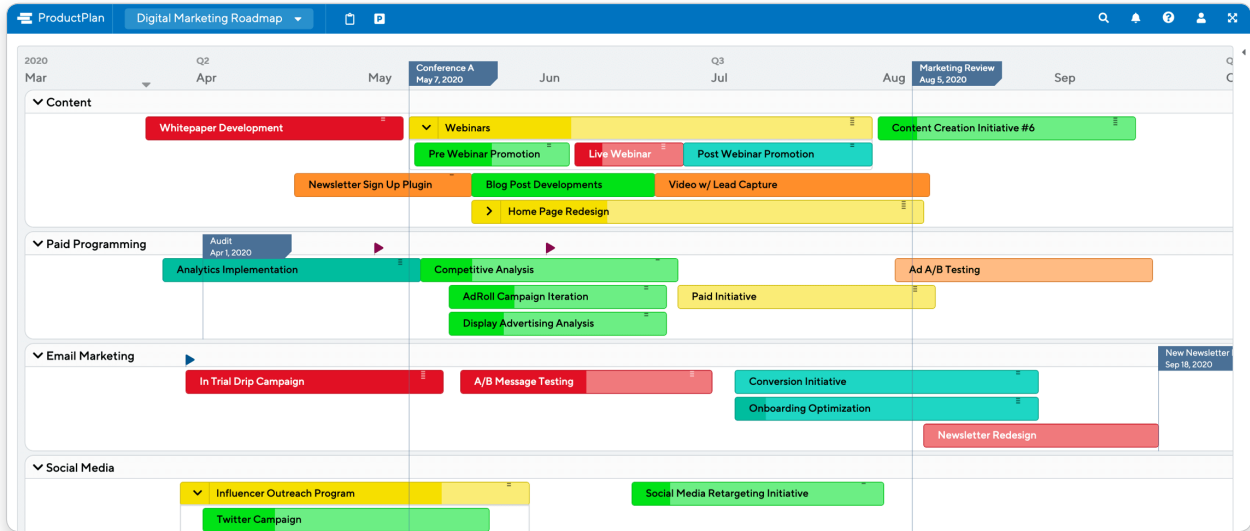 ProductPlan
Digital Marketing Roadmap
P
?
2020
Q2
Q3
Q
Mar
Apr
May
Jun
Jul
Aug
Sep
Conference A
May 7, 2020
Marketing Review
Aug 5, 2020
Content
Whitepaper Development
Webinars
Content Creation Initiative #6
Pre Webinar Promotion
Live Webinar
Post Webinar Promotion
Newsletter Sign Up Plugin
Blog Post Developments
Video w/ Lead Capture
Home Page Redesign
Paid Programming
Audit
Apr 1, 2020
Analytics Implementation
Competitive Analysis
Ad A/B Testing
AdRoll Campaign Iteration
Paid Initiative
Display Advertising Analysis
Email Marketing
New Newsletter
Sep 18, 2020
In Trial Drip Campaign
A/B Message Testing
Conversion Initiative
Onboarding Optimization
Newsletter Redesign
Social Media
Influencer Outreach Program
Social Media Retargeting Initiative
Twitter Campaign